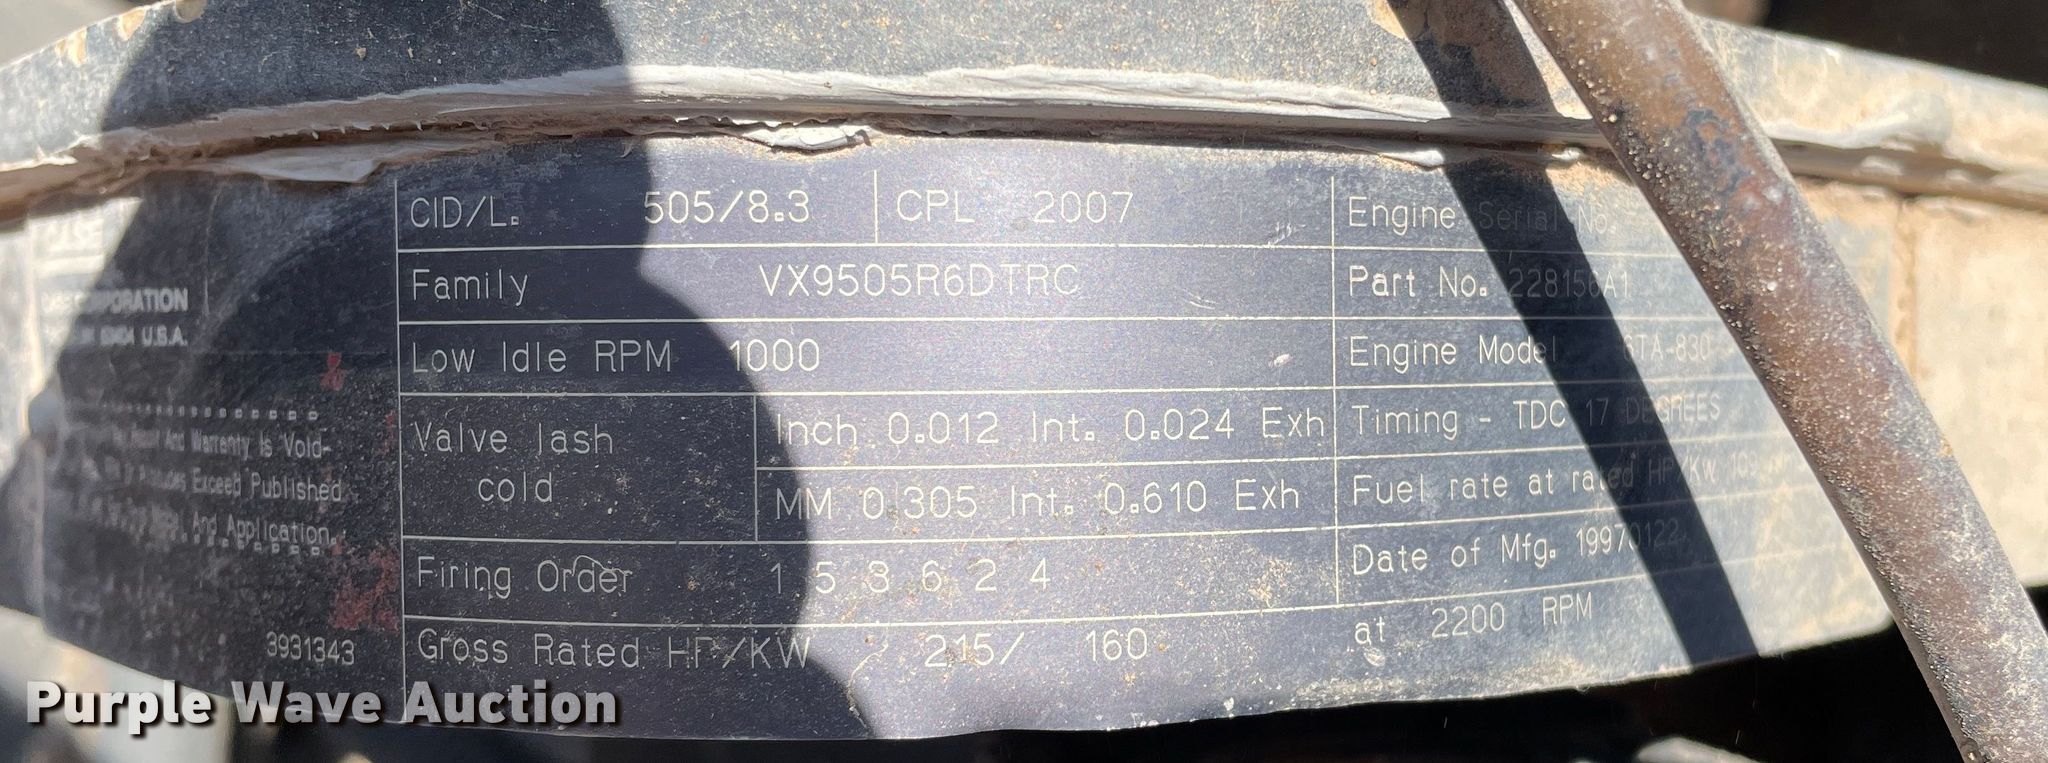 CID/L. 505/8.3 CPL 2007 Engine Serial No.
Family VX9505R6DTRC Part No. 228156A1
CORPORATION
U.S.A.
Low Idle RPM 1000 Engine Model 6TA-830
Valve lash cold Inch 0.012 Int. 0.024 Exh Timing - TDC 17 DEGREES
MM 0.305 Int. 0.610 Exh Fuel rate at rated HP/KW
And Warranty Is Void-
Exceed Published
And Application.
Firing Order 1 5 3 6 2 4 Date of Mfg. 19970122
3931343 Gross Rated HP/KW 215/ 160 at 2200 RPM
Purple Wave Auction